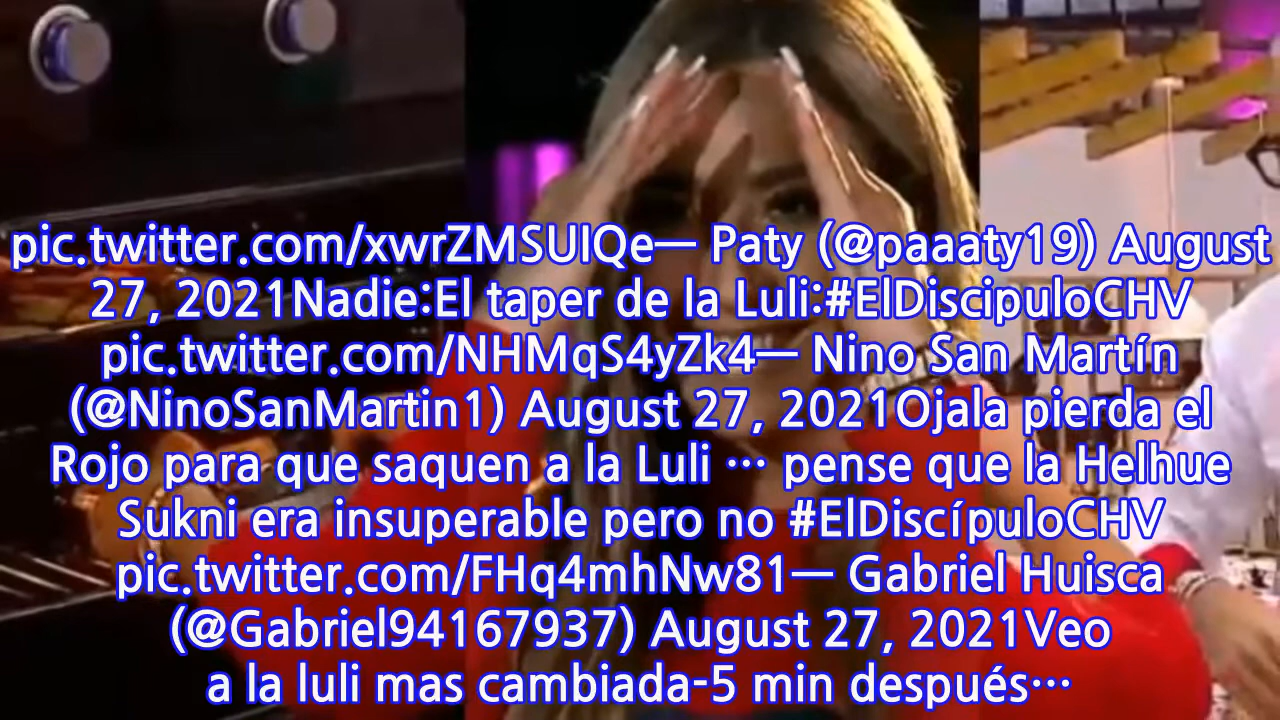 pic.twitter.com/xwrZMSUIQe— Paty (@paaaty19) August
27, 2021Nadie:El taper de la Luli:#ElDiscipuloCHV
pic.twitter.com/NHMqS4yZk4— Nino San Martín
(@NinoSanMartin1) August 27, 2021Ojala pierda el
Rojo para que saquen a la Luli … pense que la Helhue
Sukni era insuperable pero no #ElDiscípuloCHV
pic.twitter.com/FHq4mhNw81— Gabriel Huisca
(@Gabriel94167937) August 27, 2021Veo
a la luli mas cambiada-5 min después…